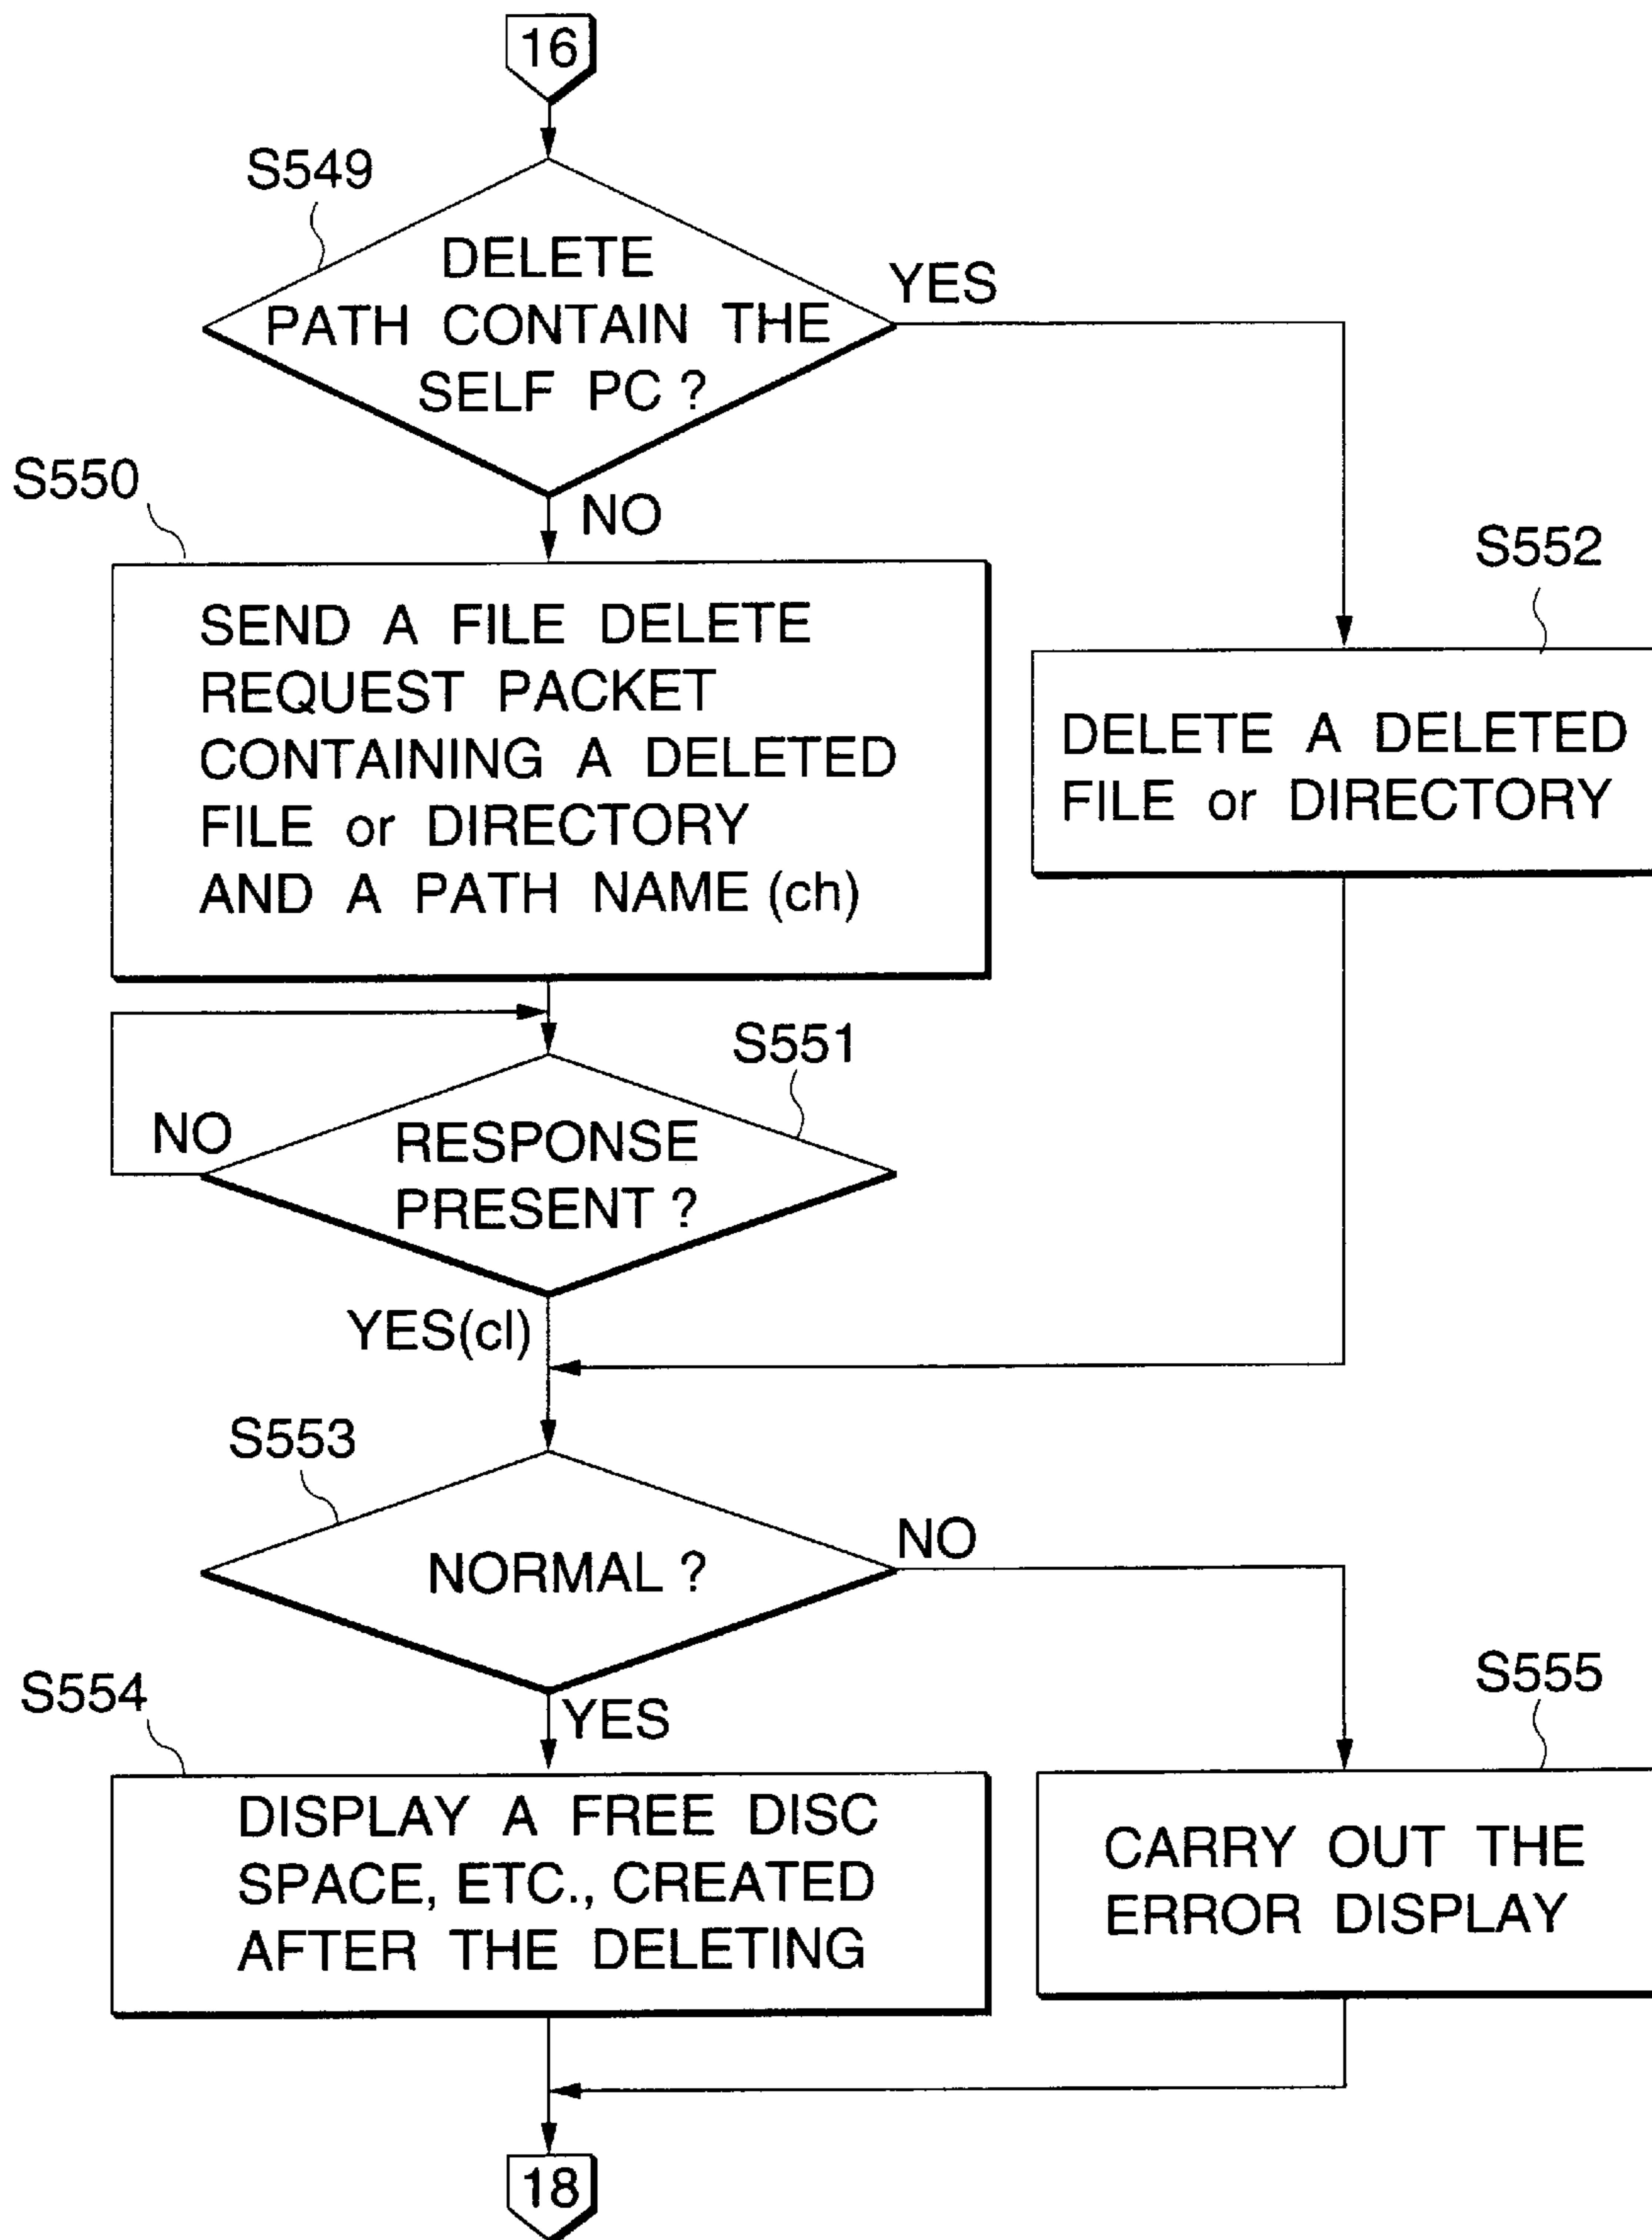 16
S549
DELETE
PATH CONTAIN THE
SELF PC ?
YES
NO
S550
SEND A FILE DELETE
REQUEST PACKET
CONTAINING A DELETED
FILE or DIRECTORY
AND A PATH NAME (ch)
S552
DELETE A DELETED
FILE or DIRECTORY
S551
RESPONSE
PRESENT ?
NO
YES(cl)
S553
NORMAL ?
NO
YES
S554
DISPLAY A FREE DISC
SPACE, ETC., CREATED
AFTER THE DELETING
S555
CARRY OUT THE
ERROR DISPLAY
18